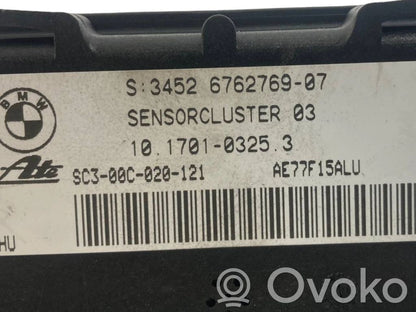 BMW
S:3452 6762769-07
SENSORCLUSTER 03
10.1701-0325.3
Ate
SC3-00C-020-121 AE77F15ALU
HU
Ovoko